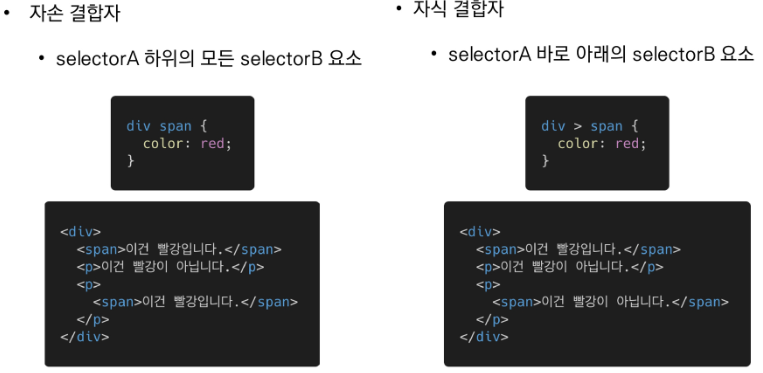 • 자손 결합자
• selectorA 하위의 모든 selectorB 요소
div span {
  color: red;
}
<div>
  <span>이건 빨강입니다.</span>
  <p>이건 빨강이 아닙니다.</p>
  <p>
    <span>이건 빨강입니다.</span>
  </p>
</div>
• 자식 결합자
• selectorA 바로 아래의 selectorB 요소
div > span {
  color: red;
}
<div>
  <span>이건 빨강입니다.</span>
  <p>이건 빨강이 아닙니다.</p>
  <p>
    <span>이건 빨강이 아닙니다.</span>
  </p>
</div>